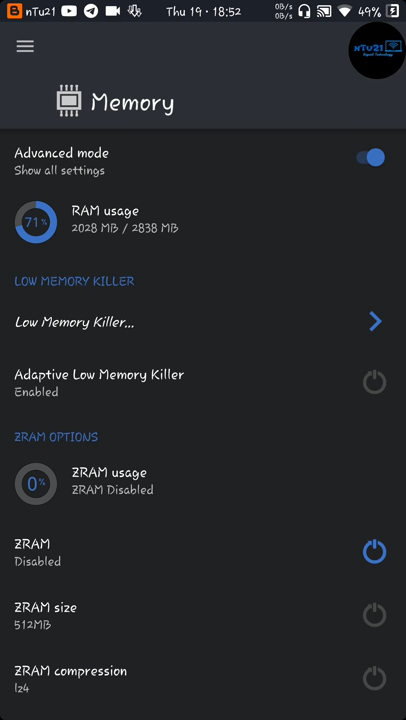 nTu21
Thu 19 · 18:52
0B/s
0B/s
49%
nTu21
Memory
Advanced mode
Show all settings
71%
RAM usage
2028 MB / 2838 MB
LOW MEMORY KILLER
Low Memory Killer...
Adaptive Low Memory Killer
Enabled
ZRAM OPTIONS
0%
ZRAM usage
ZRAM Disabled
ZRAM
Disabled
ZRAM size
512MB
ZRAM compression
lz4